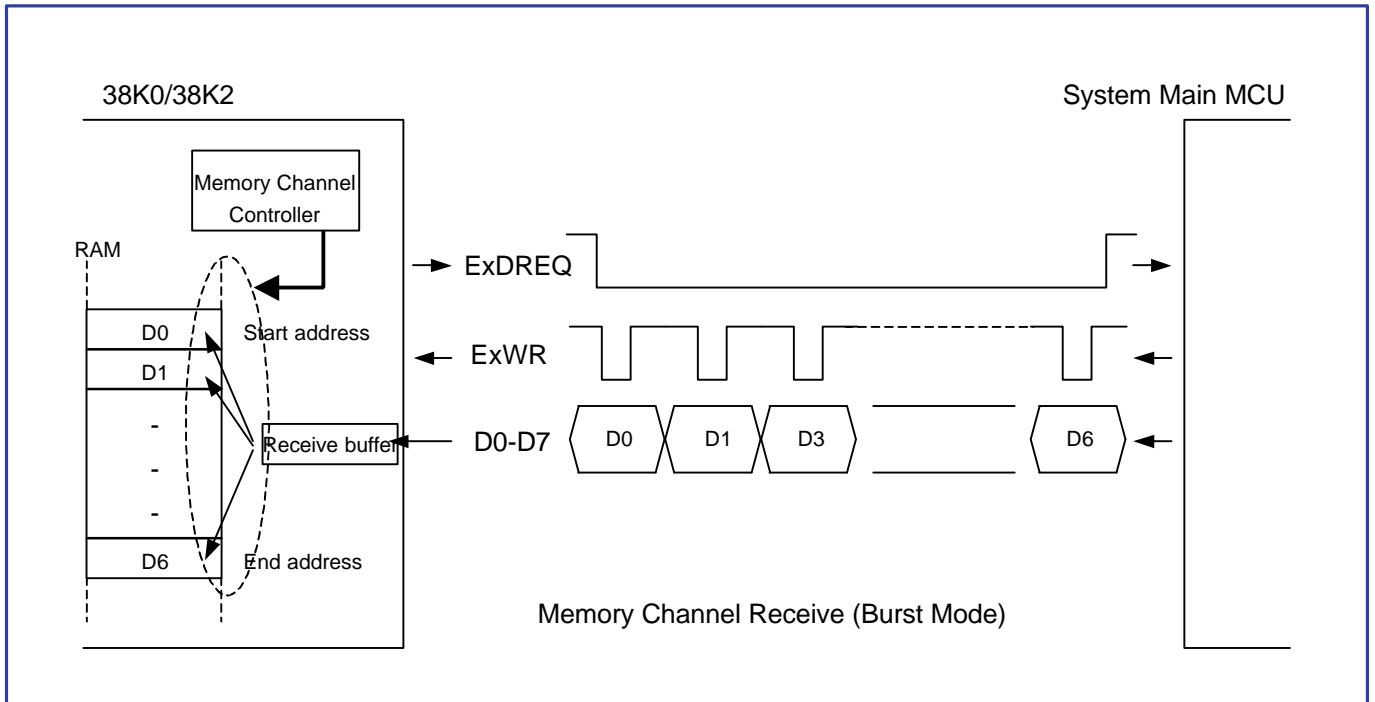 38K0/38K2
System Main MCU
Memory Channel
Controller
RAM
ExDREQ
D0
Start address
ExWR
D1
-
Receive buffer
D0-D7
D0
D1
D3
D6
-
-
D6
End address
Memory Channel Receive (Burst Mode)